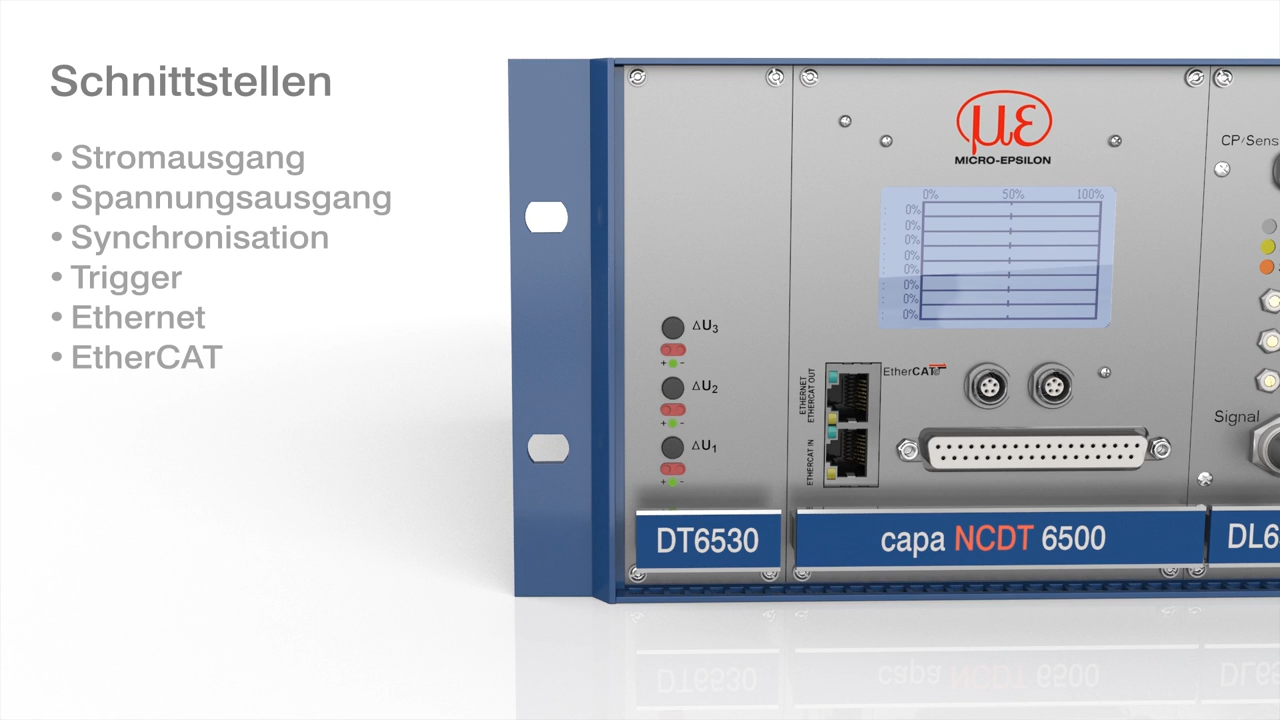 Schnittstellen
• Stromausgang
• Spannungsausgang
• Synchronisation
• Trigger
• Ethernet
• EtherCAT
με
MICRO-EPSILON
CP/Sens
0% 50% 100%
0%
0%
0%
0%
0%
0%
0%
0%
ΔU3
+ -
ΔU2
+ -
ΔU1
+ -
ETHERNET
ETHERCAT OUT
ETHERCAT IN
EtherCAT
Signal
DT6530
capa NCDT 6500
DL6